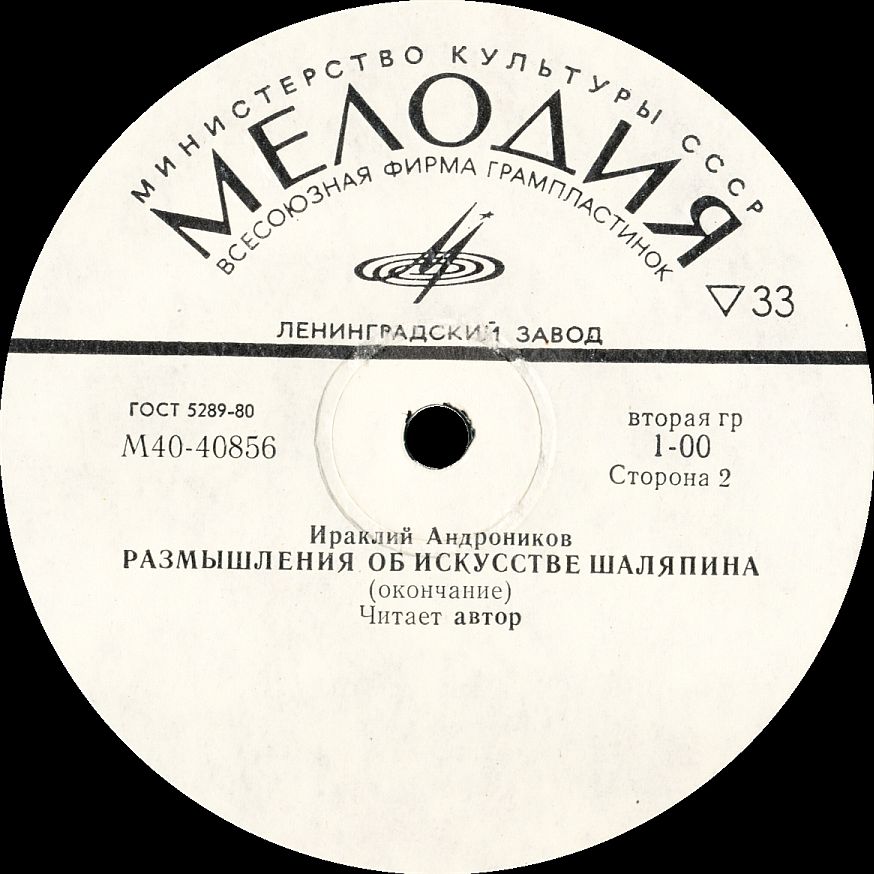 МИНИСТЕРСТВО КУЛЬТУРЫ СССР
МЕЛОДИЯ
ВСЕСОЮЗНАЯ ФИРМА ГРАМПЛАСТИНОК
▽33
ЛЕНИНГРАДСКИЙ ЗАВОД
ГОСТ 5289-80
М40-40856
вторая гр
1-00
Сторона 2
Ираклий Андроников
РАЗМЫШЛЕНИЯ ОБ ИСКУССТВЕ ШАЛЯПИНА
(окончание)
Читает автор